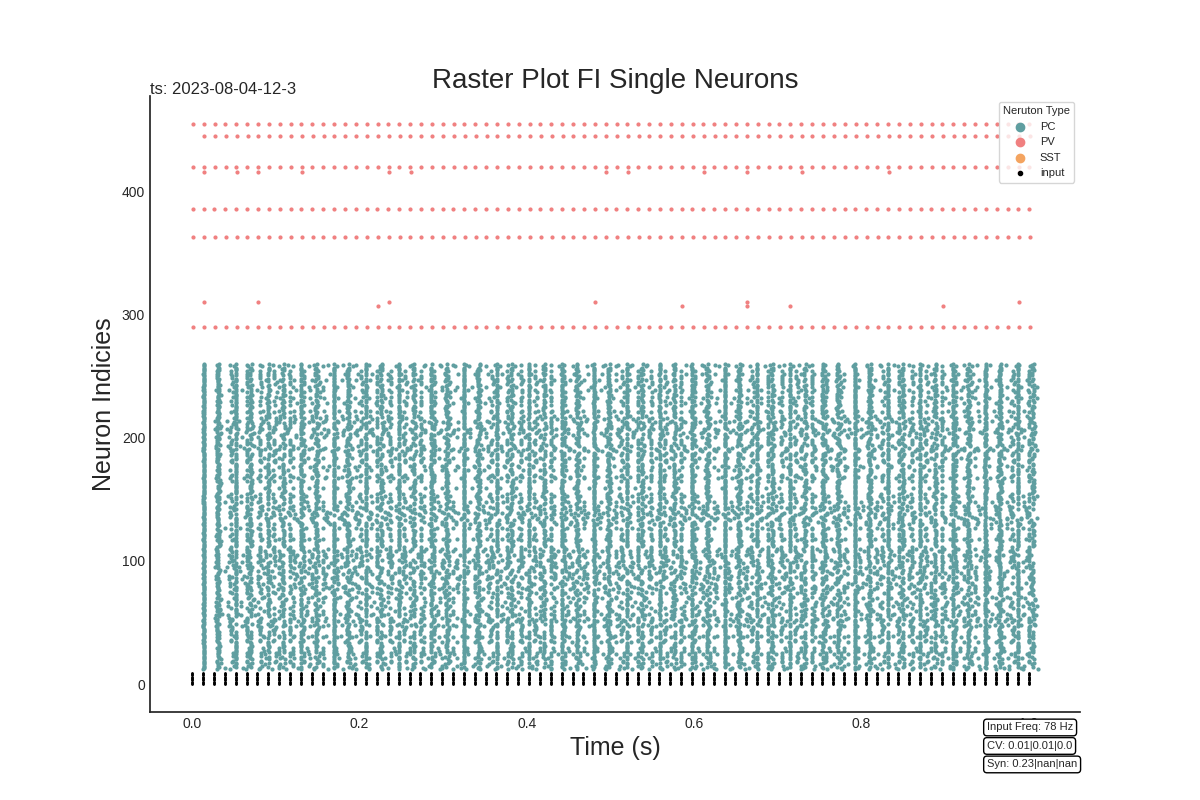 Raster Plot FI Single Neurons
ts: 2023-08-04-12-3
Neruton Type
PC
PV
SST
input
Neuron Indicies
400
300
200
100
0
0.0 0.2 0.4 0.6 0.8
Time (s)
Input Freq: 78 Hz
CV: 0.01|0.01|0.0
Syn: 0.23|nan|nan